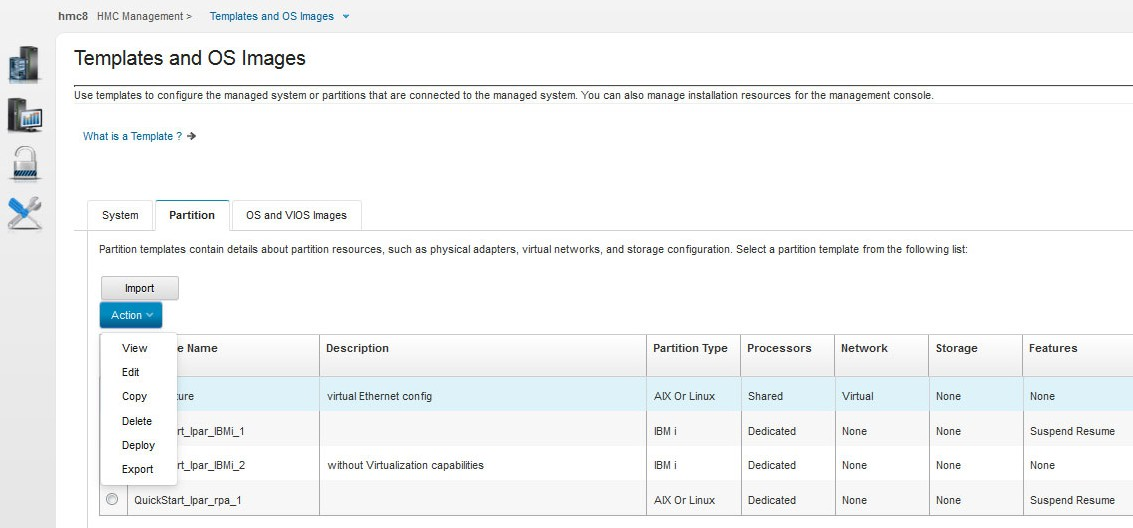 hmc8 HMC Management > Templates and OS Images
Templates and OS Images
Use templates to configure the managed system or partitions that are connected to the managed system. You can also manage installation resources for the management console.
What is a Template ?
System Partition OS and VIOS Images
Partition templates contain details about partition resources, such as physical adapters, virtual networks, and storage configuration. Select a partition template from the following list:
Import
Action
View
Edit
Copy
Delete
Deploy
Export
Name Description Partition Type Processors Network Storage Features
virtual Ethernet config AIX Or Linux Shared Virtual None None
rt_lpar_IBMi_1 IBM i Dedicated None None Suspend Resume
rt_lpar_IBMi_2 without Virtualization capabilities IBM i Dedicated None None None
QuickStart_lpar_rpa_1 AIX Or Linux Dedicated None None Suspend Resume